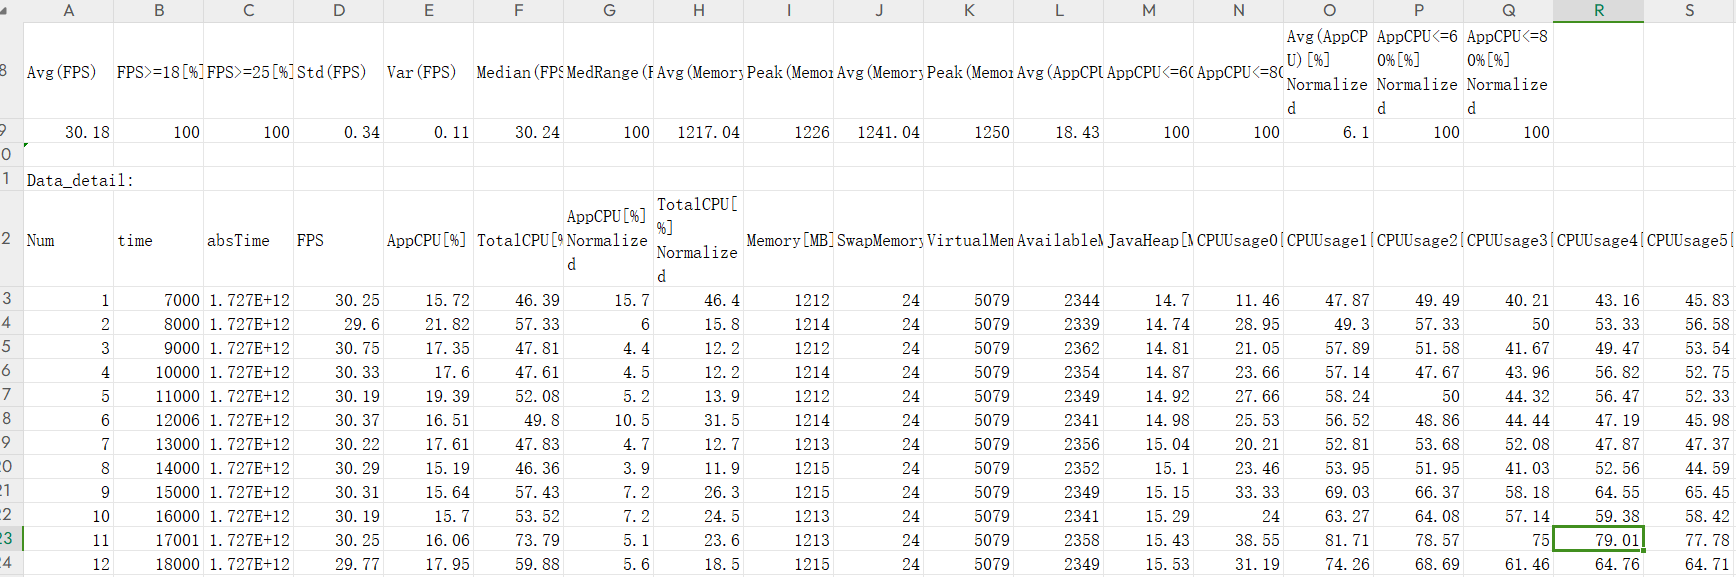 A B C D E F G H I J K L M N O P Q R S
8 Avg(FPS) FPS>=18[%] FPS>=25[%] Std(FPS) Var(FPS) Median(FPS MedRange(F Avg(Memory Peak(Memor Avg(Memory Peak(Memor Avg(AppCPU AppCPU<=60 AppCPU<=80 Avg(AppCPU)[%] Normalized AppCPU<=60%[%] Normalized AppCPU<=80%[%] Normalized
9 30.18 100 100 0.34 0.11 30.24 100 1217.04 1226 1241.04 1250 18.43 100 100 6.1 100 100
0
1 Data_detail:
2 Num time absTime FPS AppCPU[%] TotalCPU[% AppCPU[%] Normalized TotalCPU[%] Normalized Memory[MB] SwapMemory VirtualMem AvailableM JavaHeap[M CPUUsage0[ CPUUsage1[ CPUUsage2[ CPUUsage3[ CPUUsage4[ CPUUsage5[
3 1 7000 1.727E+12 30.25 15.72 46.39 15.7 46.4 1212 24 5079 2344 14.7 11.46 47.87 49.49 40.21 43.16 45.83
4 2 8000 1.727E+12 29.6 21.82 57.33 6 15.8 1214 24 5079 2339 14.74 28.95 49.3 57.33 50 53.33 56.58
5 3 9000 1.727E+12 30.75 17.35 47.81 4.4 12.2 1212 24 5079 2362 14.81 21.05 57.89 51.58 41.67 49.47 53.54
6 4 10000 1.727E+12 30.33 17.6 47.61 4.5 12.2 1214 24 5079 2354 14.87 23.66 57.14 47.67 43.96 56.82 52.75
7 5 11000 1.727E+12 30.19 19.39 52.08 5.2 13.9 1212 24 5079 2349 14.92 27.66 58.24 50 44.32 56.47 52.33
8 6 12006 1.727E+12 30.37 16.51 49.8 10.5 31.5 1214 24 5079 2341 14.98 25.53 56.52 48.86 44.44 47.19 45.98
9 7 13000 1.727E+12 30.22 17.61 47.83 4.7 12.7 1213 24 5079 2356 15.04 20.21 52.81 53.68 52.08 47.87 47.37
20 8 14000 1.727E+12 30.29 15.19 46.36 3.9 11.9 1215 24 5079 2352 15.1 23.46 53.95 51.95 41.03 52.56 44.59
21 9 15000 1.727E+12 30.31 15.64 57.43 7.2 26.3 1215 24 5079 2349 15.15 33.33 69.03 66.37 58.18 64.55 65.45
22 10 16000 1.727E+12 30.19 15.7 53.52 7.2 24.5 1213 24 5079 2341 15.29 24 63.27 64.08 57.14 59.38 58.42
23 11 17001 1.727E+12 30.25 16.06 73.79 5.1 23.6 1213 24 5079 2358 15.43 38.55 81.71 78.57 75 79.01 77.78
24 12 18000 1.727E+12 29.77 17.95 59.88 5.6 18.5 1215 24 5079 2349 15.53 31.19 74.26 68.69 61.46 64.76 64.71